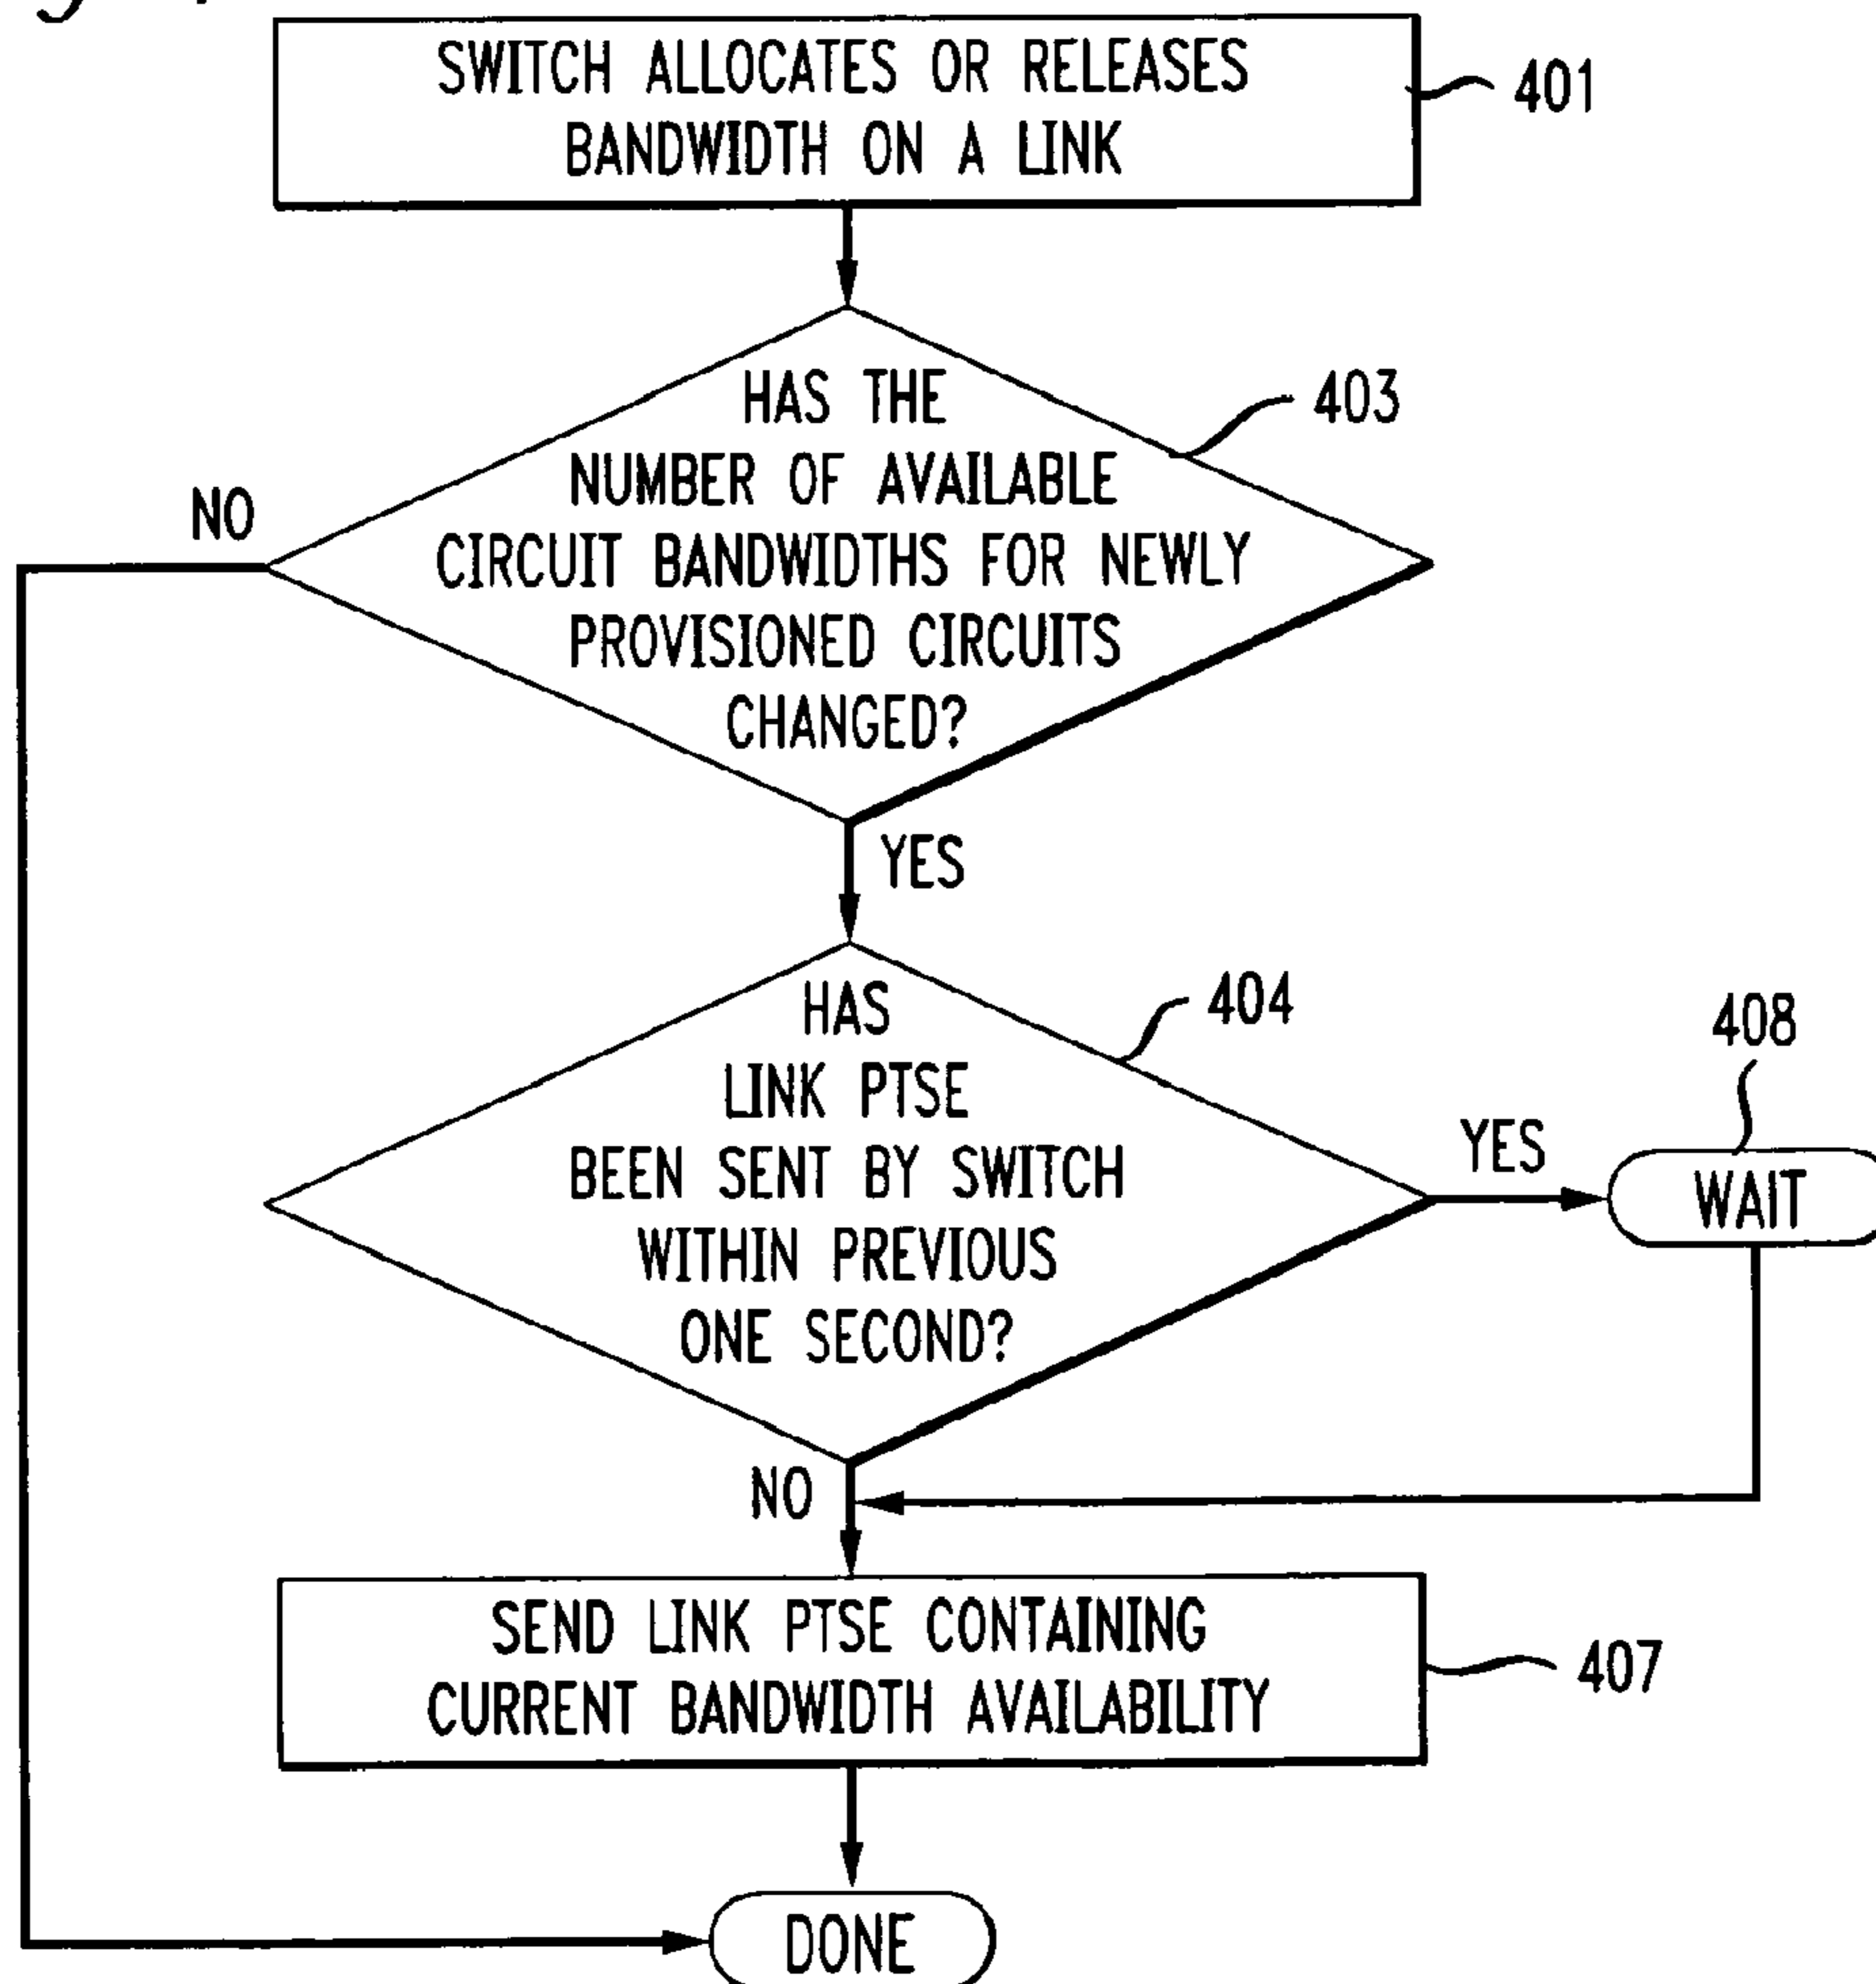 SWITCH ALLOCATES OR RELEASES
BANDWIDTH ON A LINK
401
HAS THE
NUMBER OF AVAILABLE
CIRCUIT BANDWIDTHS FOR NEWLY
PROVISIONED CIRCUITS
CHANGED?
403
NO
YES
HAS
LINK PTSE
BEEN SENT BY SWITCH
WITHIN PREVIOUS
ONE SECOND?
404
YES
408
WAIT
NO
SEND LINK PTSE CONTAINING
CURRENT BANDWIDTH AVAILABILITY
407
DONE